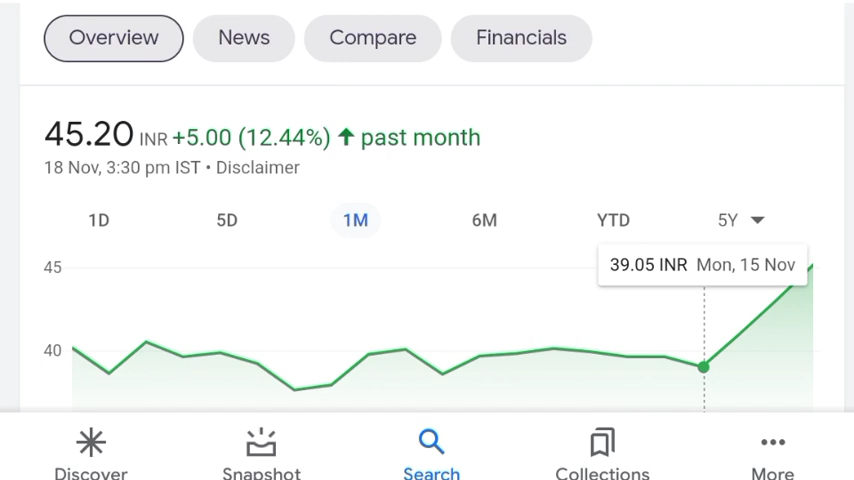 Overview News Compare Financials
45.20 INR +5.00 (12.44%) ↑ past month
18 Nov, 3:30 pm IST • Disclaimer
1D 5D 1M 6M YTD 5Y
39.05 INR Mon, 15 Nov
45
40
Discover Snapshot Search Collections More